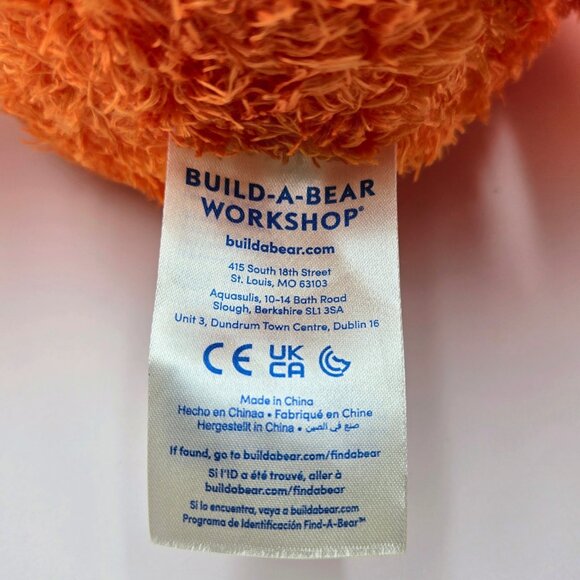 BUILD-A-BEAR
WORKSHOP®
buildabear.com
415 South 18th Street
St. Louis, MO 63103
Aquasulis, 10-14 Bath Road
Slough, Berkshire SL1 3SA
Unit 3, Dundrum Town Centre, Dublin 16
CE UK CA
Made in China
Hecho en Chinaa • Fabriqué en Chine
Hergestellt in China • صنع في الصين
If found, go to buildabear.com/findabear
Si l'ID a été trouvé, aller à
buildabear.com/findabear
Si lo encuentra, vaya a buildabear.com
Programa de Identificación Find-A-Bear™